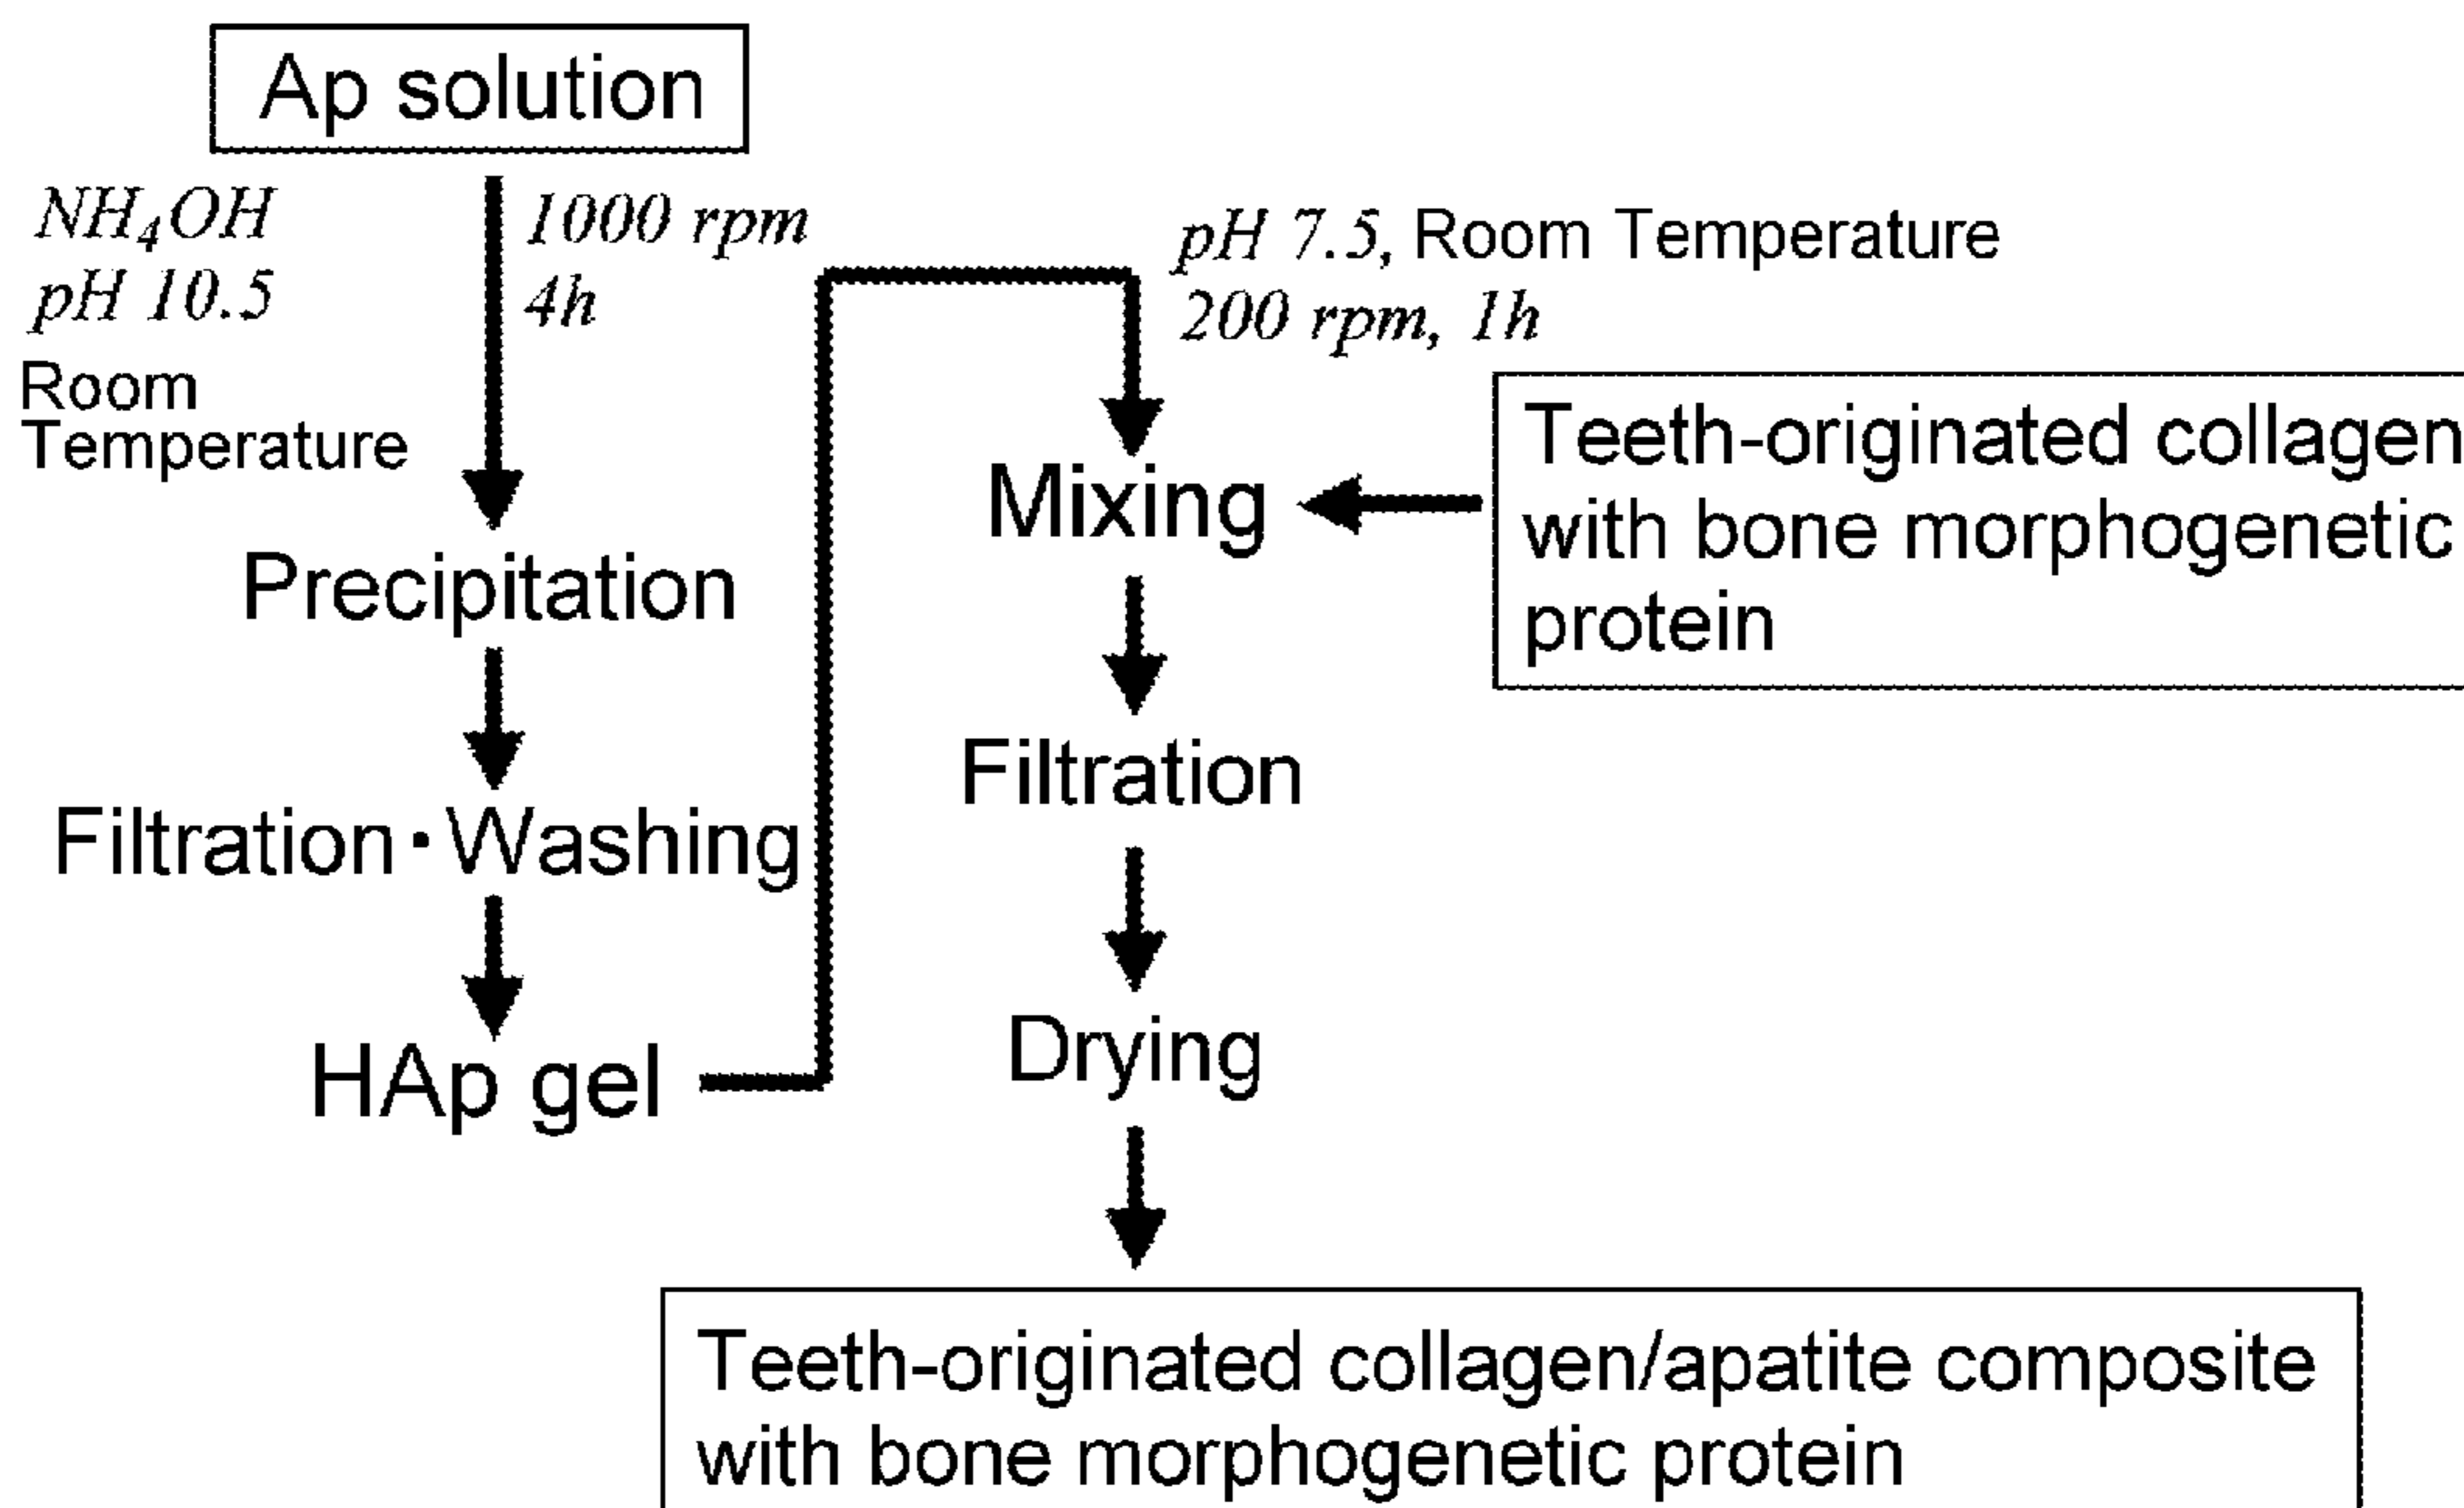 Ap solution
NH₄OH
pH 10.5
Room
Temperature
1000 rpm
4h
Precipitation
Filtration·Washing
HAp gel
pH 7.5, Room Temperature
200 rpm, 1h
Mixing
Teeth-originated collagen
with bone morphogenetic
protein
Filtration
Drying
Teeth-originated collagen/apatite composite
with bone morphogenetic protein